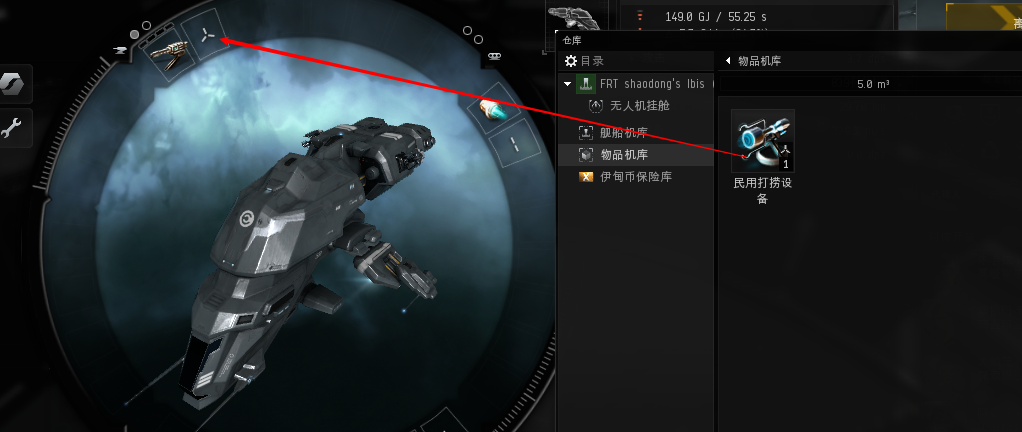 149.0 GJ / 55.25 s
仓库
目录
物品机库
FRT shaodong's Ibis (
5.0 m³
无人机挂舱
舰船机库
物品机库
伊甸币保险库
1
民用打捞设
备